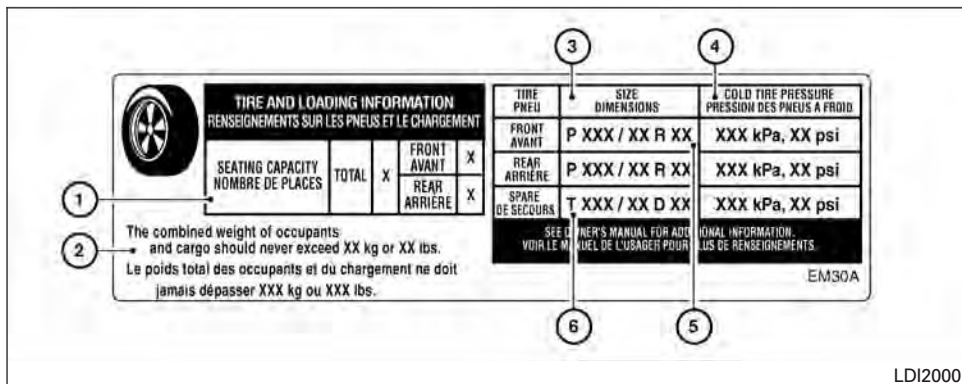 3
4
TIRE AND LOADING INFORMATION
RENSEIGNEMENTS SUR LES PNEUS ET LE CHARGEMENT
SEATING CAPACITY
NOMBRE DE PLACES
TOTAL
X
FRONT
AVANT
X
REAR
ARRIÈRE
X
1
The combined weight of occupants
and cargo should never exceed XX kg or XX lbs.
2
Le poids total des occupants et du chargement ne doit
jamais dépasser XXX kg ou XXX lbs.
TIRE
PNEU
SIZE
DIMENSIONS
COLD TIRE PRESSURE
PRESSION DES PNEUS A FROID
FRONT
AVANT
P XXX / XX R XX
XXX kPa, XX psi
REAR
ARRIÈRE
P XXX / XX R XX
XXX kPa, XX psi
SPARE
DE SECOURS
T XXX / XX D XX
XXX kPa, XX psi
SEE OWNER'S MANUAL FOR ADDITIONAL INFORMATION.
VOIR LE MANUEL DE L'USAGER POUR PLUS DE RENSEIGNEMENTS.
EM30A
6
5
LDI2000